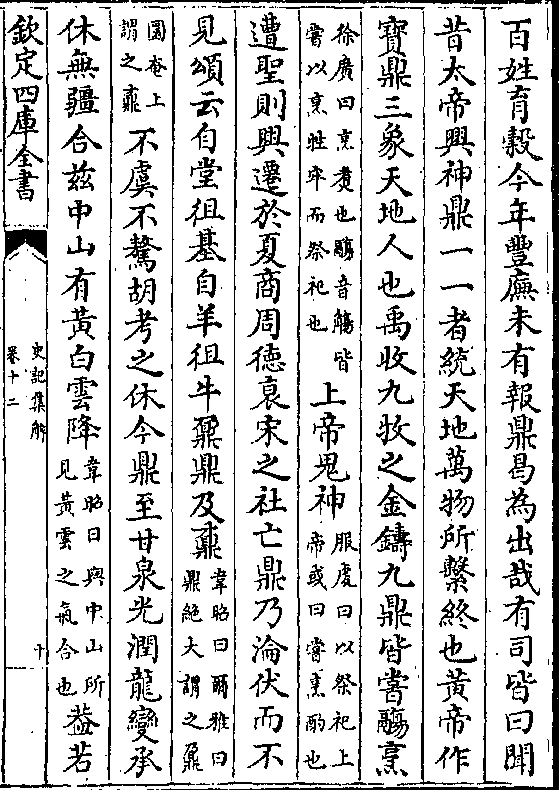 百姓育穀今年豐廡未有報鼎曷為出哉有司皆曰聞
昔太帝興神鼎一一者統天地萬物所繫終也黄帝作
寶鼎三象天地人也禹收九牧之金鑄九鼎皆嘗鬺烹
徐廣曰烹煑也鬺音觴皆嘗以烹牲牢而祭祀也上帝鬼神服虔曰以祭祀上帝或曰嘗烹酹也
遭聖則興遷於夏商周徳衰宋之社亡鼎乃淪伏而不
見頌云自堂徂基自羊徂牛鼐鼎及鼒韋昭曰爾雅曰鼎絶大謂之鼐
圜奄上謂之鼒不虞不驁胡考之休今鼎至甘泉光潤龍變承
休無疆合兹中山有黄白雲降韋昭曰與中山所見黄雲之氣合也葢若
欽定四庫全書
史記集解
卷十二
十